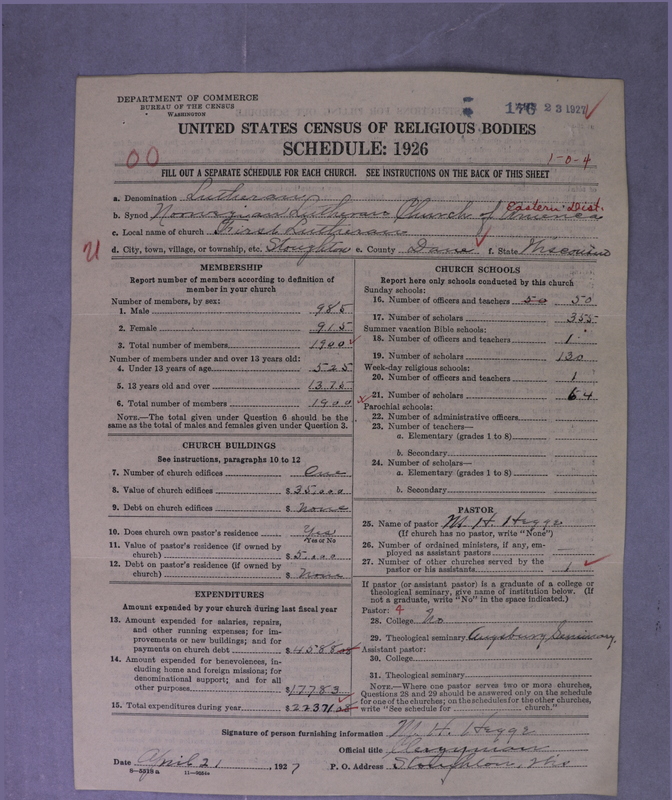 DEPARTMENT OF COMMERCE
BUREAU OF THE CENSUS
WASHINGTON
176 23 1927
UNITED STATES CENSUS OF RELIGIOUS BODIES
SCHEDULE: 1926
00
1-0-4
FILL OUT A SEPARATE SCHEDULE FOR EACH CHURCH. SEE INSTRUCTIONS ON THE BACK OF THIS SHEET
a. Denomination Lutheran
Eastern Dist.
b. Synod Norwegian Lutheran Church of America
c. Local name of church First Lutheran
d. City, town, village, or township, etc. Stoughton e. County Dane f. State Wisconsin
MEMBERSHIP
Report number of members according to definition of member in your church
Number of members, by sex:
1. Male 985
2. Female 915
3. Total number of members 1900
Number of members under and over 13 years old:
4. Under 13 years of age 525
5. 13 years old and over 1375
6. Total number of members 1900
NOTE.—The total given under Question 6 should be the same as the total of males and females given under Question 3.
CHURCH BUILDINGS
See instructions, paragraphs 10 to 12
7. Number of church edifices One
8. Value of church edifices $35000
9. Debt on church edifices $ None
10. Does church own pastor's residence Yes
Yes or No
11. Value of pastor's residence (if owned by church) $5000
12. Debt on pastor's residence (if owned by church) $ None
EXPENDITURES
Amount expended by your church during last fiscal year
13. Amount expended for salaries, repairs, and other running expenses; for improvements or new buildings; and for payments on church debt $4588
14. Amount expended for benevolences, including home and foreign missions; for denominational support; and for all other purposes $17783
15. Total expenditures during year $22371
CHURCH SCHOOLS
Report here only schools conducted by this church
Sunday schools:
16. Number of officers and teachers 50 50
17. Number of scholars 355
Summer vacation Bible schools:
18. Number of officers and teachers 1
19. Number of scholars 130
Week-day religious schools:
20. Number of officers and teachers 1
21. Number of scholars 64
Parochial schools:
22. Number of administrative officers
23. Number of teachers—
a. Elementary (grades 1 to 8)
b. Secondary
24. Number of scholars—
a. Elementary (grades 1 to 8)
b. Secondary
PASTOR
25. Name of pastor M. H. Hegge
(If church has no pastor, write "None")
26. Number of ordained ministers, if any, employed as assistant pastors
27. Number of other churches served by the pastor or his assistants 1
If pastor (or assistant pastor) is a graduate of a college or theological seminary, give name of institution below. (If not a graduate, write "No" in the space indicated.)
Pastor: 4
28. College No
29. Theological seminary Augsburg Seminary
Assistant pastor:
30. College
31. Theological seminary
NOTE.—Where one pastor serves two or more churches, Questions 28 and 29 should be answered only on the schedule for one of the churches; on the schedules for the other churches, write "See schedule for church."
Signature of person furnishing information M. H. Hegge
Official title Clergyman
Date April 21, 1927 P. O. Address Stoughton, Wis
8-5518a 11-9284